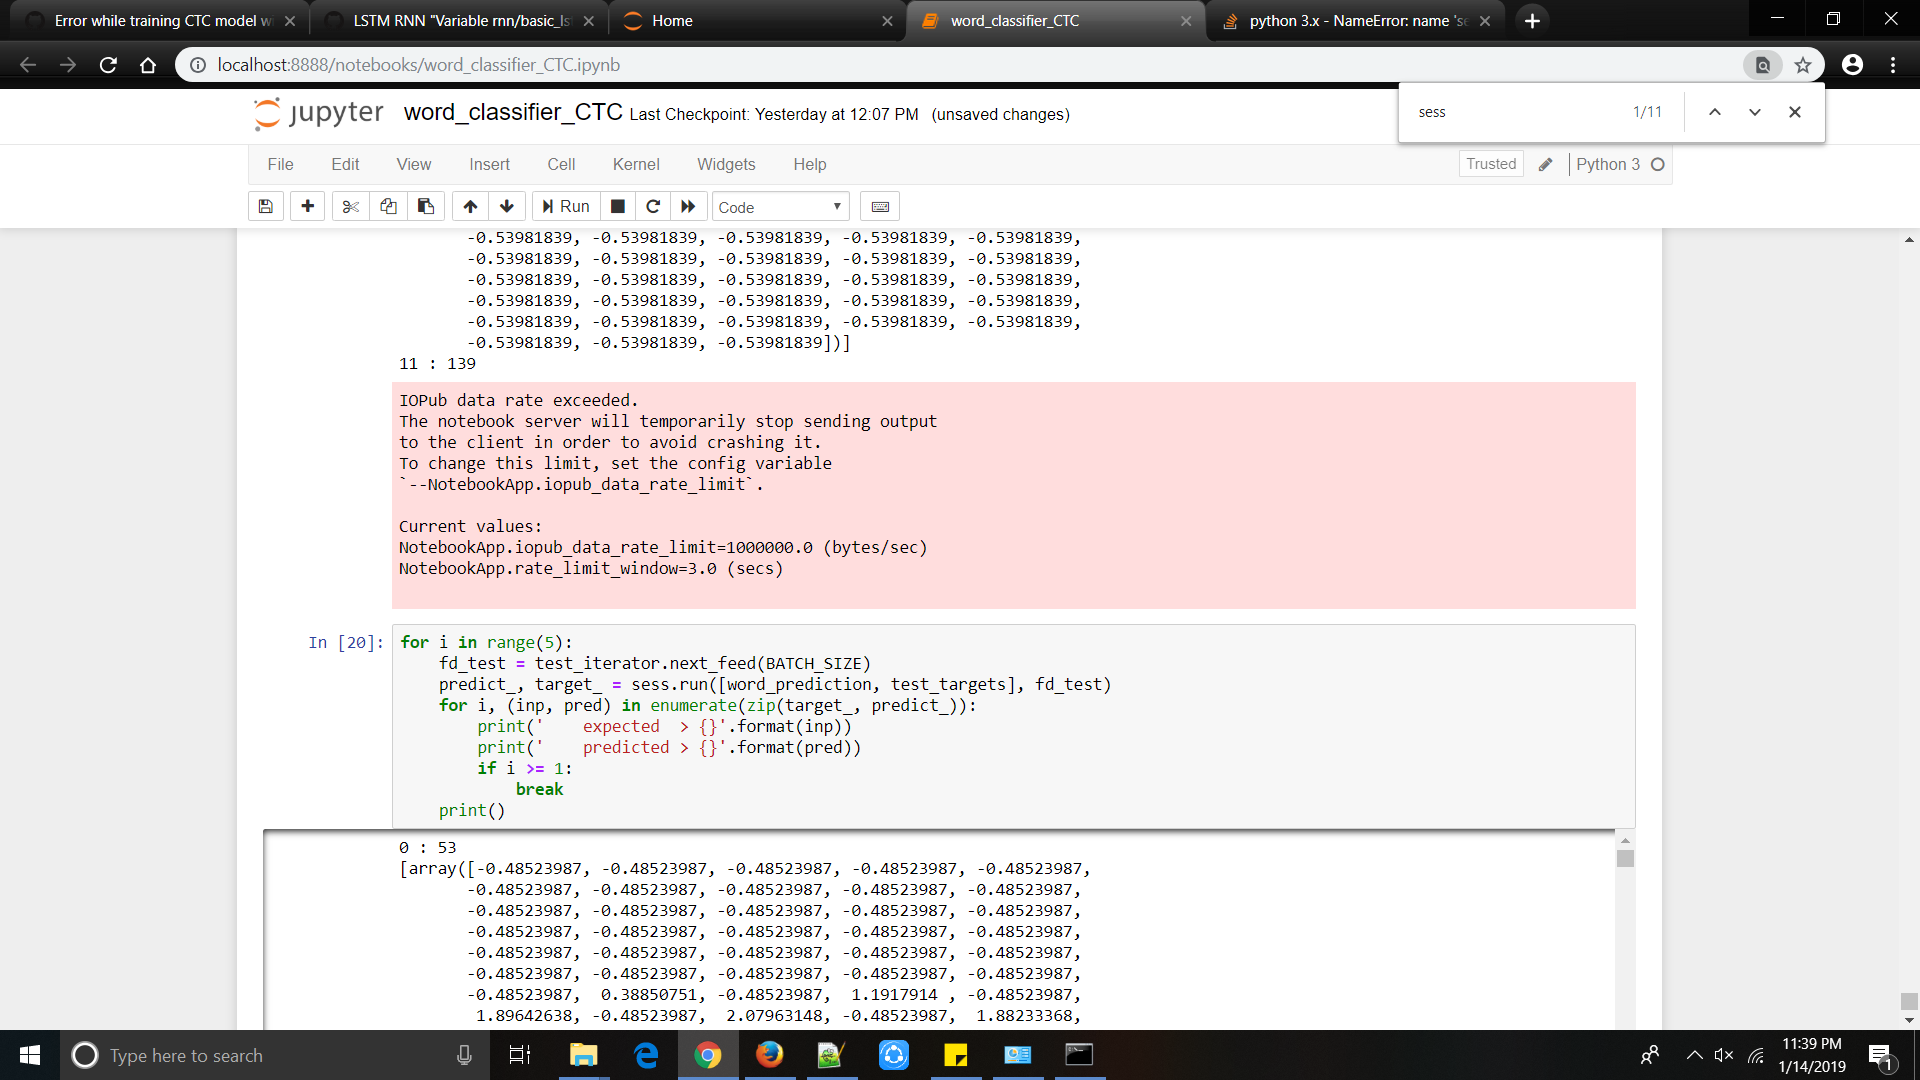 Error while training CTC model wi
LSTM RNN "Variable rnn/basic_ls
Home
word_classifier_CTC
python 3.x - NameError: name 'se
localhost:8888/notebooks/word_classifier_CTC.ipynb
sess
1/11
jupyter
word_classifier_CTC
Last Checkpoint: Yesterday at 12:07 PM
(unsaved changes)
File
Edit
View
Insert
Cell
Kernel
Widgets
Help
Trusted
Python 3
Run
Code
-0.53981839, -0.53981839, -0.53981839, -0.53981839, -0.53981839,
-0.53981839, -0.53981839, -0.53981839, -0.53981839, -0.53981839,
-0.53981839, -0.53981839, -0.53981839, -0.53981839, -0.53981839,
-0.53981839, -0.53981839, -0.53981839, -0.53981839, -0.53981839,
-0.53981839, -0.53981839, -0.53981839, -0.53981839, -0.53981839,
-0.53981839, -0.53981839, -0.53981839])]
11 : 139
IOPub data rate exceeded.
The notebook server will temporarily stop sending output
to the client in order to avoid crashing it.
To change this limit, set the config variable
`--NotebookApp.iopub_data_rate_limit`.
Current values:
NotebookApp.iopub_data_rate_limit=1000000.0 (bytes/sec)
NotebookApp.rate_limit_window=3.0 (secs)
In [20]:
for i in range(5):
    fd_test = test_iterator.next_feed(BATCH_SIZE)
    predict_, target_ = sess.run([word_prediction, test_targets], fd_test)
    for i, (inp, pred) in enumerate(zip(target_, predict_)):
        print('    expected  > {}'.format(inp))
        print('    predicted > {}'.format(pred))
        if i >= 1:
            break
    print()
0 : 53
[array([-0.48523987, -0.48523987, -0.48523987, -0.48523987, -0.48523987,
-0.48523987, -0.48523987, -0.48523987, -0.48523987, -0.48523987,
-0.48523987, -0.48523987, -0.48523987, -0.48523987, -0.48523987,
-0.48523987, -0.48523987, -0.48523987, -0.48523987, -0.48523987,
-0.48523987, -0.48523987, -0.48523987, -0.48523987, -0.48523987,
-0.48523987, -0.48523987, -0.48523987, -0.48523987, -0.48523987,
-0.48523987,  0.38850751, -0.48523987,  1.1917914 , -0.48523987,
1.89642638, -0.48523987,  2.07963148, -0.48523987,  1.88233368,
Type here to search
11:39 PM
1/14/2019
1